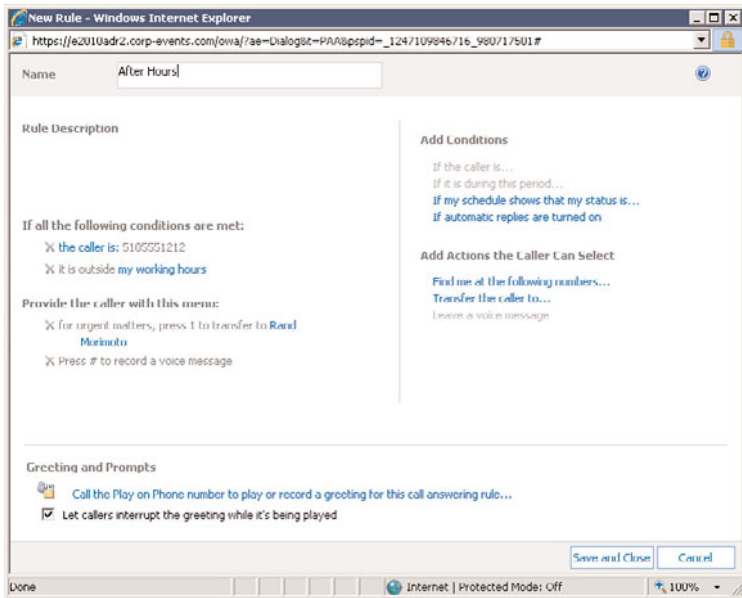 New Rule - Windows Internet Explorer
https://e2010adr2.corp-events.com/owa/?ae=Dialog&t=PAA&pspid=_1247109846716_980717501#
Name
After Hours
Rule Description
If all the following conditions are met:
the caller is: 5105551212
it is outside my working hours
Provide the caller with this menu:
for urgent matters, press 1 to transfer to Rand
Morimoto
Press # to record a voice message
Add Conditions
If the caller is...
If it is during this period...
If my schedule shows that my status is...
If automatic replies are turned on
Add Actions the Caller Can Select
Find me at the following numbers...
Transfer the caller to...
Leave a voice message
Greeting and Prompts
Call the Play on Phone number to play or record a greeting for this call answering rule...
Let callers interrupt the greeting while it's being played
Save and Close
Cancel
Done
Internet | Protected Mode: Off
100%